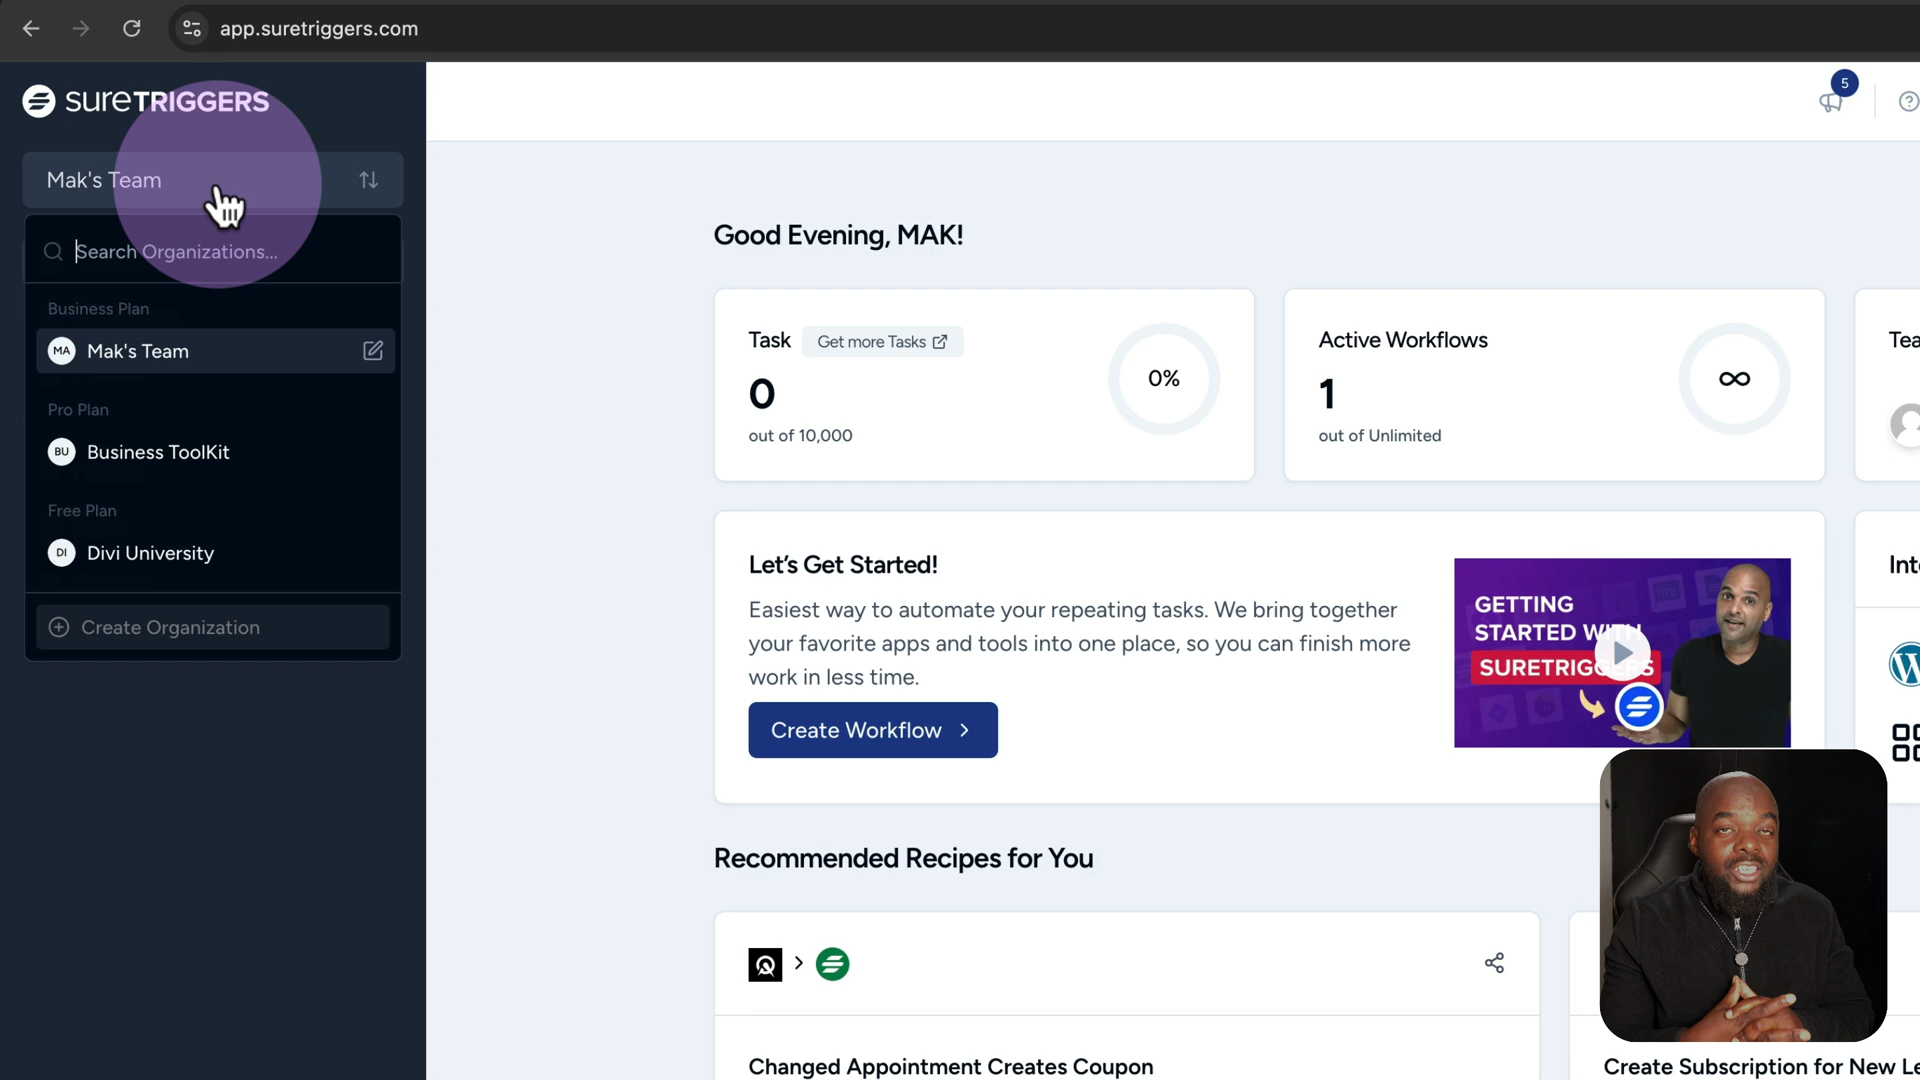 app.suretriggers.com
sureTRIGGERS
Mak's Team
Search Organizations...
Business Plan
MA Mak's Team
Pro Plan
BU Business ToolKit
Free Plan
DI Divi University
Create Organization
5
Good Evening, MAK!
Task Get more Tasks
0
out of 10,000
0%
Active Workflows
1
out of Unlimited
∞
Tea
Let’s Get Started!
Easiest way to automate your repeating tasks. We bring together
your favorite apps and tools into one place, so you can finish more
work in less time.
Create Workflow
GETTING
STARTED WITH
SURETRIGGERS
Inte
Recommended Recipes for You
Changed Appointment Creates Coupon
Create Subscription for New Le